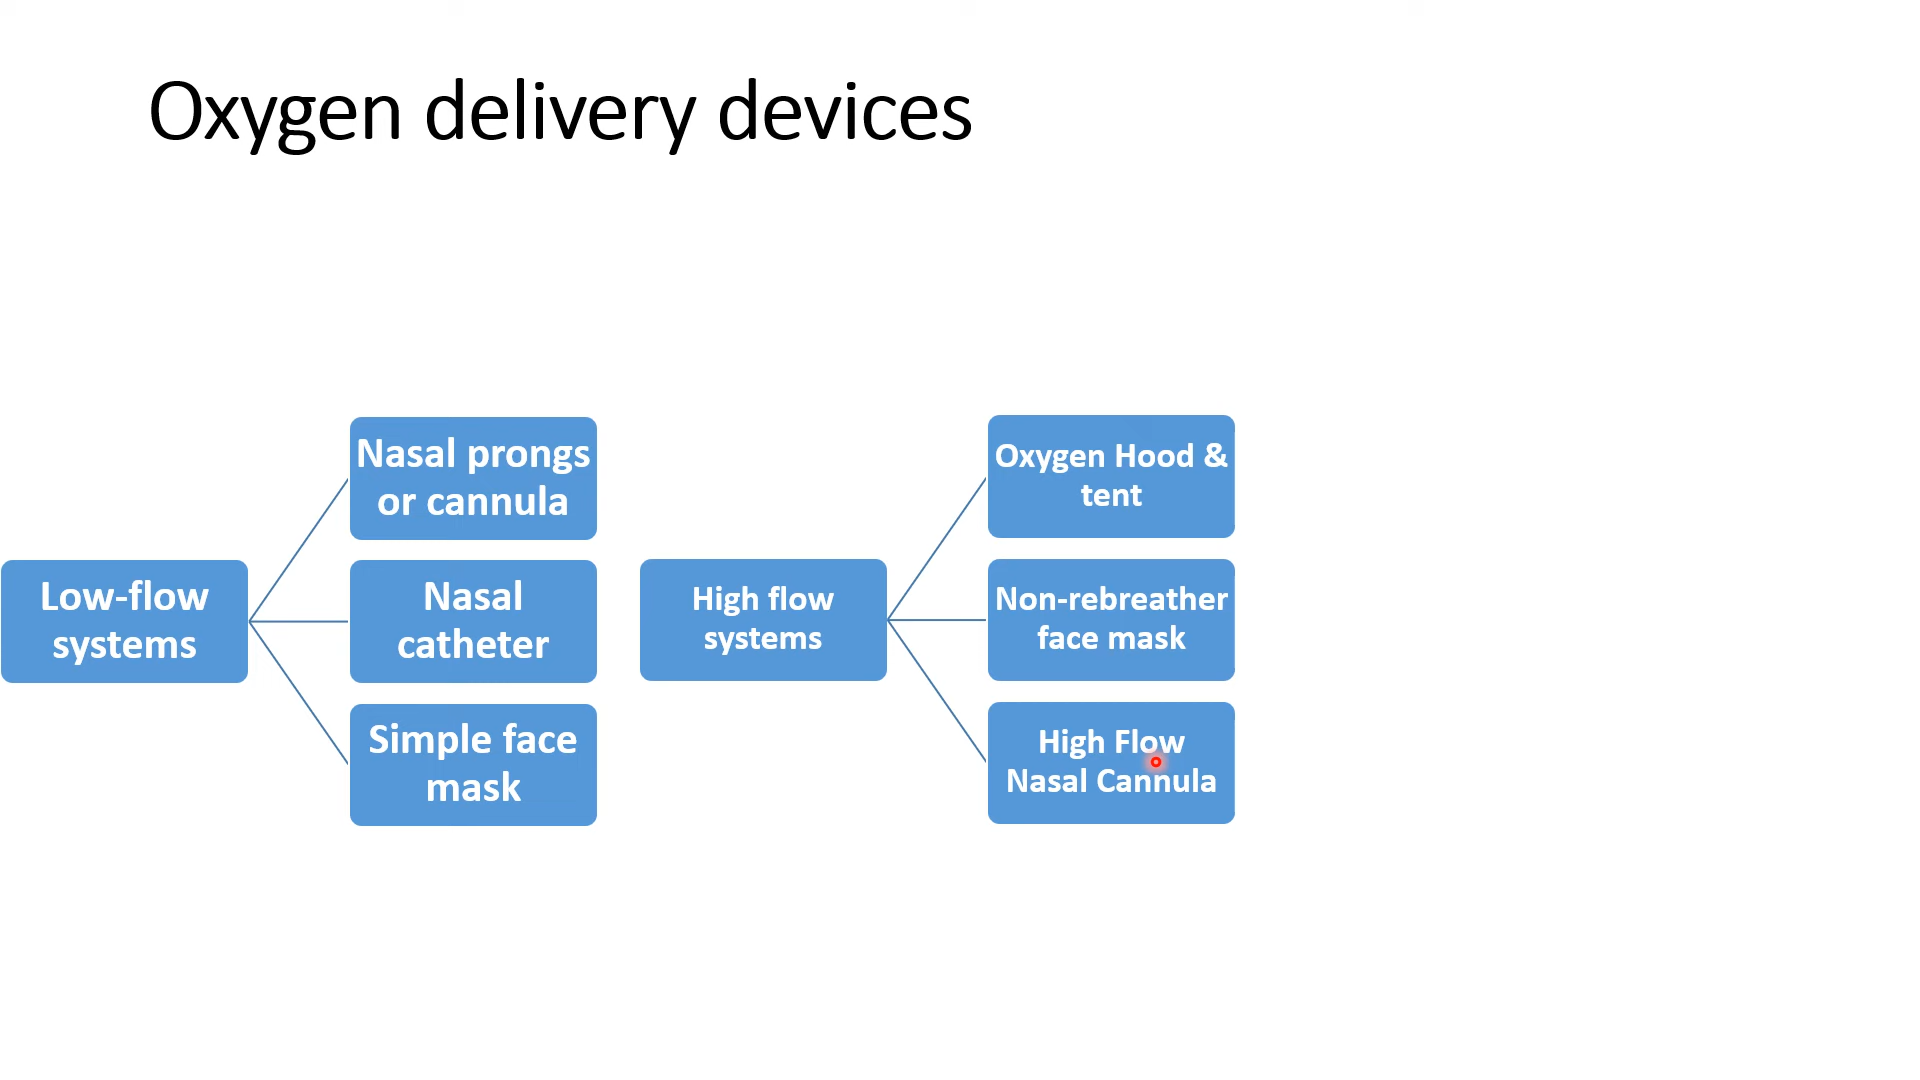 Oxygen delivery devices
Low-flow
systems
Nasal prongs
or cannula
Nasal
catheter
Simple face
mask
High flow
systems
Oxygen Hood &
tent
Non-rebreather
face mask
High Flow
Nasal Cannula